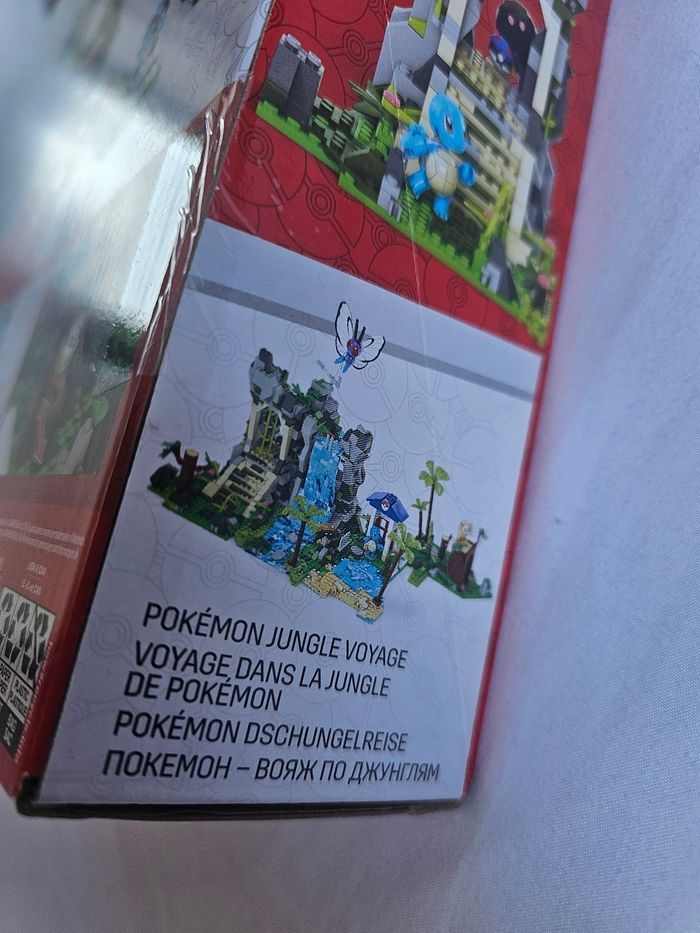 POKÉMON JUNGLE VOYAGE
VOYAGE DANS LA JUNGLE
DE POKÉMON
POKÉMON DSCHUNGELREISE
ПОКЕМОН – ВОЯЖ ПО ДЖУНГЛЯМ